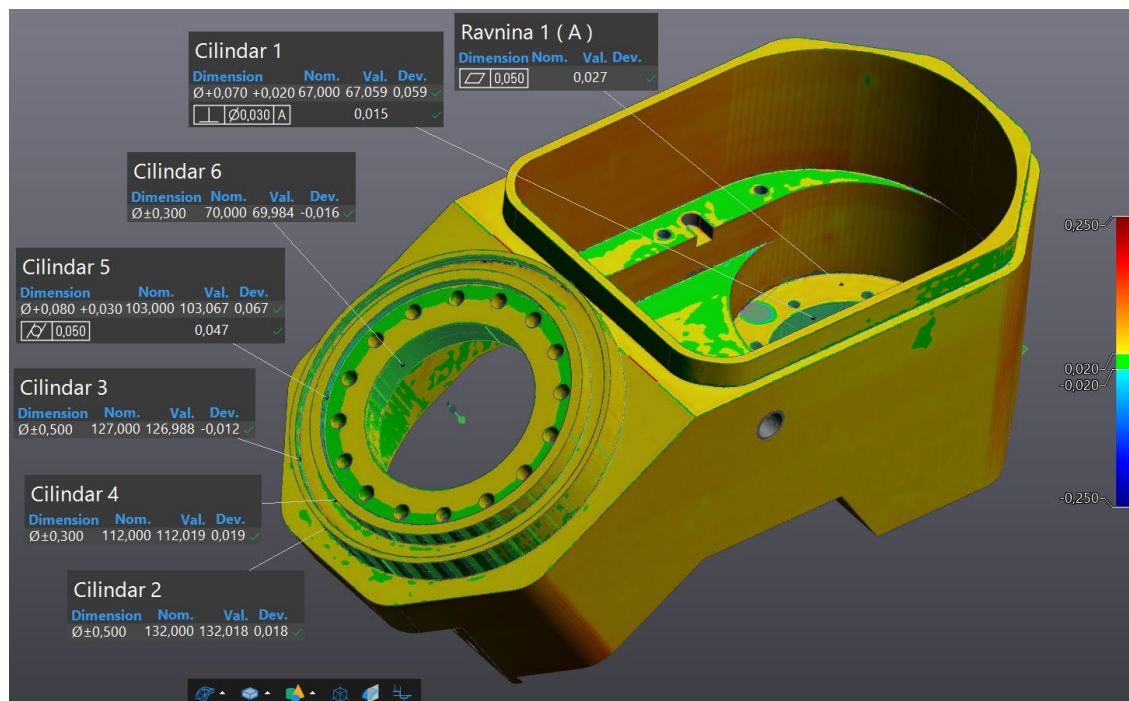 Ravnina 1 ( A )
Dimension Nom. Val. Dev.
0,050 0,027
Cilindar 1
Dimension Nom. Val. Dev.
Ø+0,070 +0,020 67,000 67,059 0,059
Ø0,030 A 0,015
Cilindar 6
Dimension Nom. Val. Dev.
Ø±0,300 70,000 69,984 -0,016
Cilindar 5
Dimension Nom. Val. Dev.
Ø+0,080 +0,030 103,000 103,067 0,067
0,050 0,047
Cilindar 3
Dimension Nom. Val. Dev.
Ø±0,500 127,000 126,988 -0,012
Cilindar 4
Dimension Nom. Val. Dev.
Ø±0,300 112,000 112,019 0,019
Cilindar 2
Dimension Nom. Val. Dev.
Ø±0,500 132,000 132,018 0,018
0,250
0,020
-0,020
-0,250